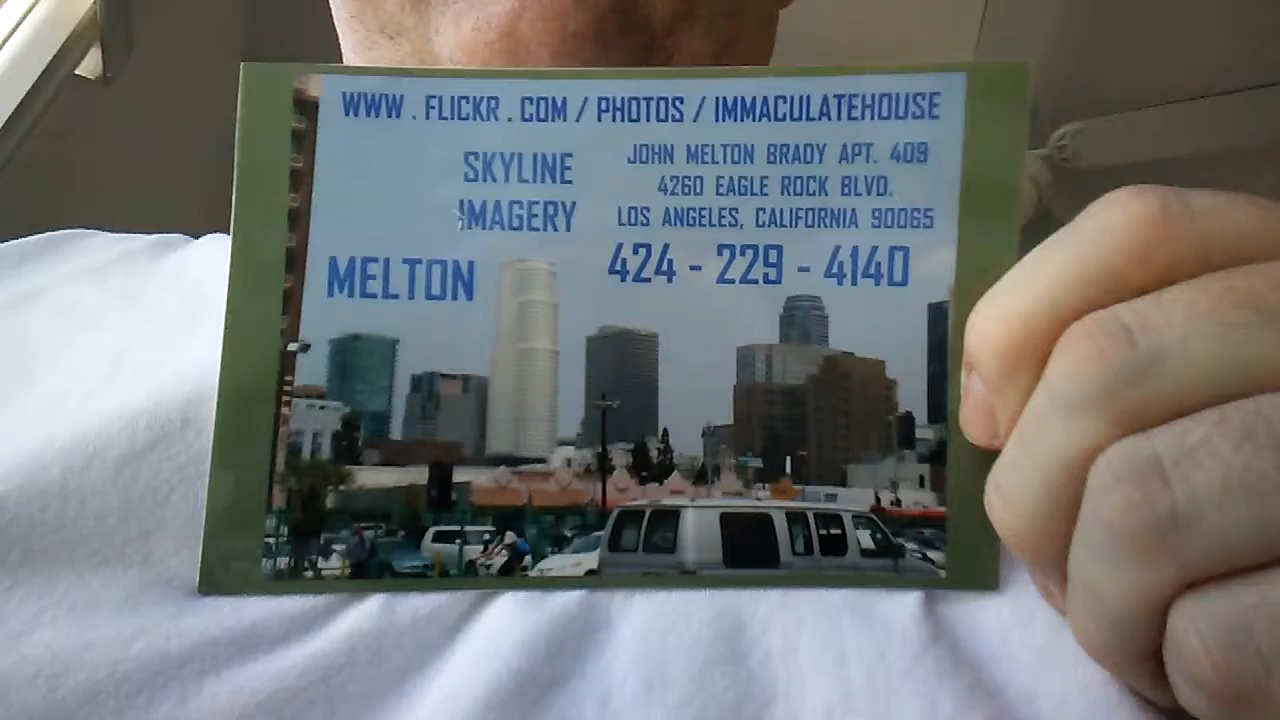 WWW . FLICKR . COM / PHOTOS / IMMACULATEHOUSE
SKYLINE
IMAGERY
MELTON
JOHN MELTON BRADY APT. 409
4260 EAGLE ROCK BLVD.
LOS ANGELES, CALIFORNIA 90065
424 - 229 - 4140